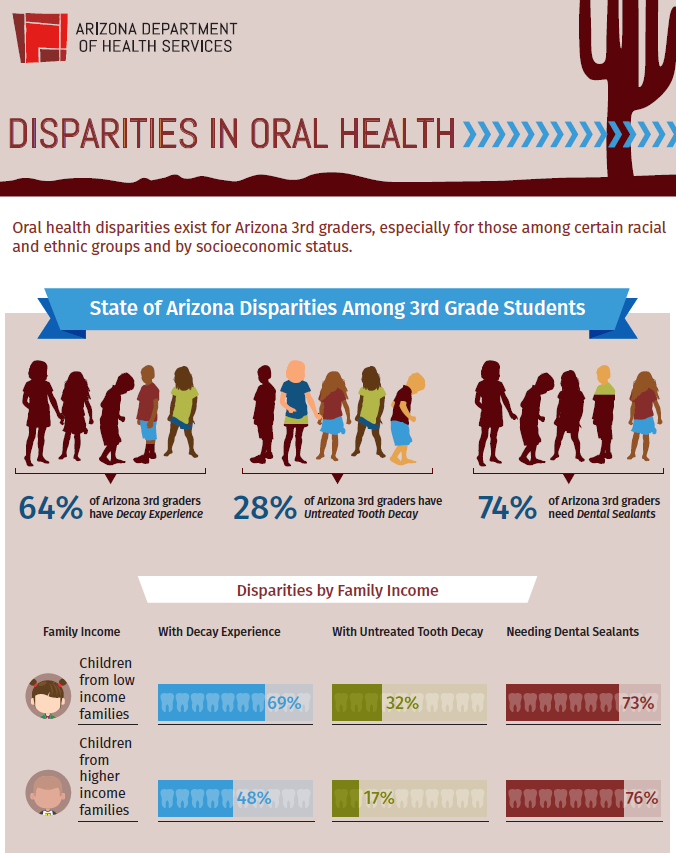 ARIZONA DEPARTMENT
OF HEALTH SERVICES
DISPARITIES IN ORAL HEALTH
Oral health disparities exist for Arizona 3rd graders, especially for those among certain racial
and ethnic groups and by socioeconomic status.
State of Arizona Disparities Among 3rd Grade Students
64%
of Arizona 3rd graders
have Decay Experience
28%
of Arizona 3rd graders have
Untreated Tooth Decay
74%
of Arizona 3rd graders
need Dental Sealants
Disparities by Family Income
Family Income
With Decay Experience
With Untreated Tooth Decay
Needing Dental Sealants
Children
from low
income
families
69%
32%
73%
Children
from
higher
income
families
48%
17%
76%